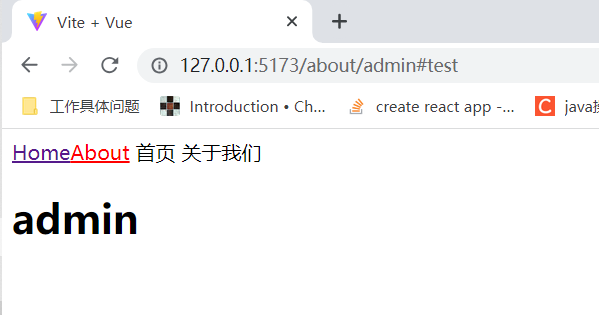 Vite + Vue
127.0.0.1:5173/about/admin#test
工作具体问题 Introduction • Ch... create react app -... C java
HomeAbout 首页 关于我们
admin